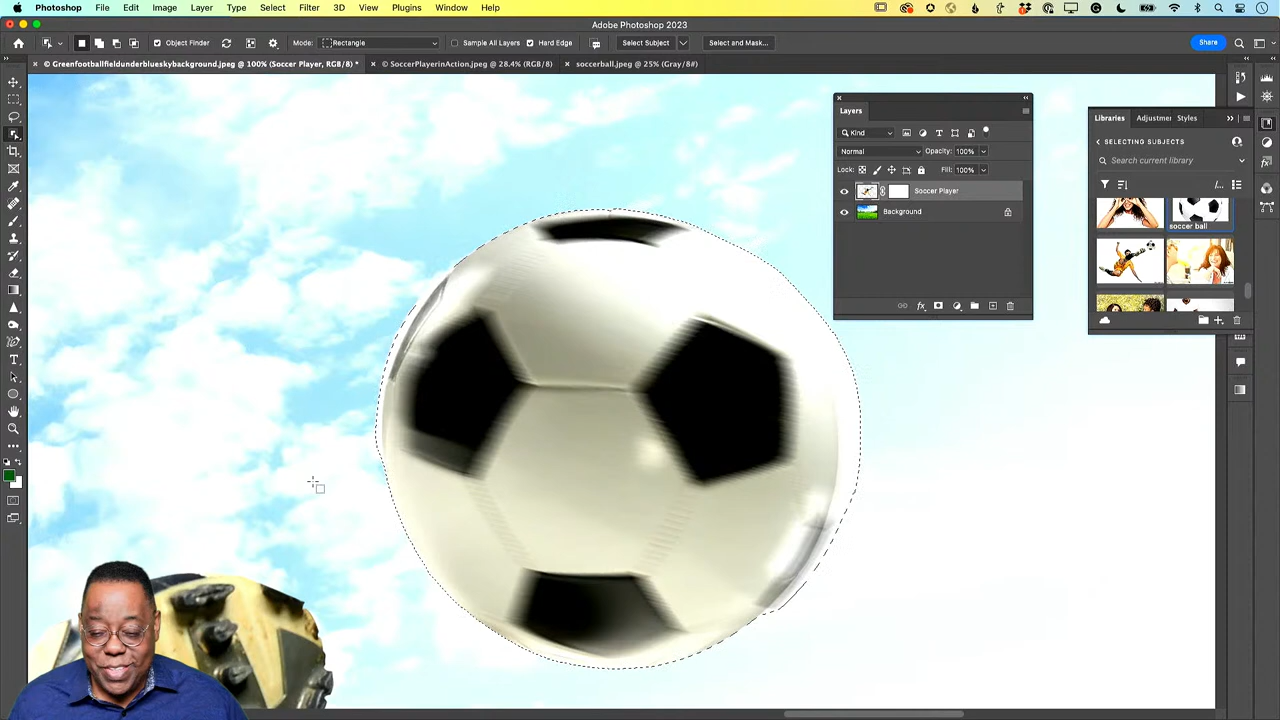 Photoshop File Edit Image Layer Type Select Filter 3D View Plugins Window Help
Adobe Photoshop 2023
Object Finder Mode: Rectangle Sample All Layers Hard Edge Select Subject Select and Mask... Share
© Greenfootballfieldunderblueskybackground.jpeg @ 100% (Soccer Player, RGB/8) * © SoccerPlayerinAction.jpeg @ 28.4% (RGB/8) soccerball.jpeg @ 25% (Gray/8#)
Layers
Kind
Normal Opacity: 100%
Lock: Fill: 100%
Soccer Player
Background
fx
Libraries Adjustmer Styles
SELECTING SUBJECTS
Search current library
soccer ball